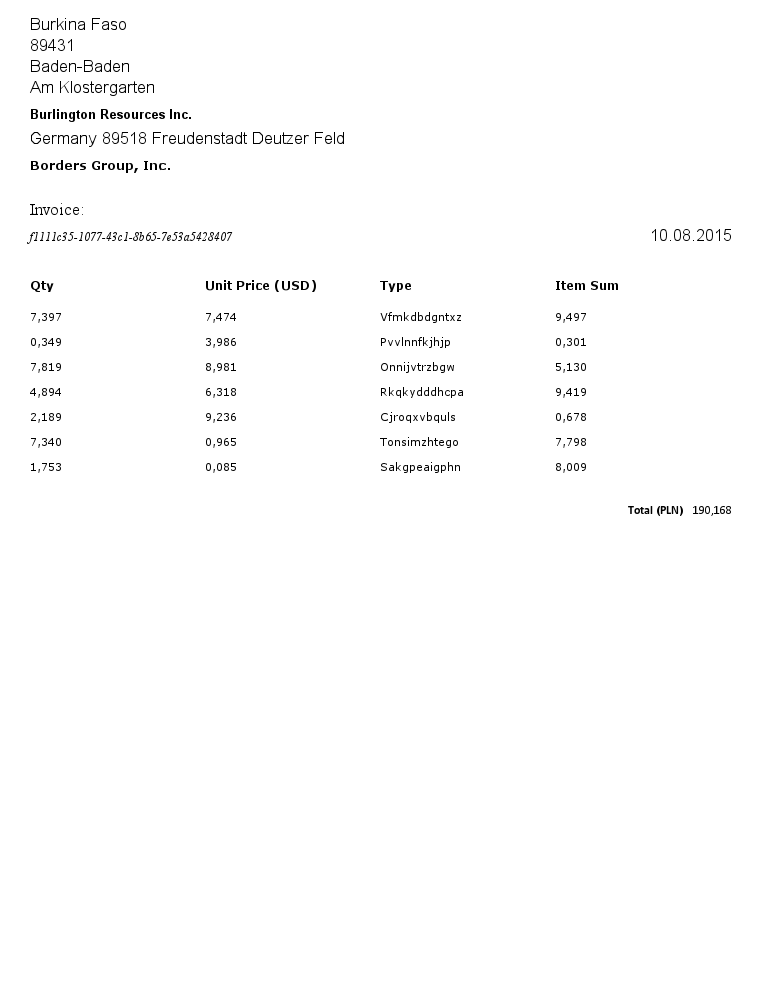 Burkina Faso
89431
Baden-Baden
Am Klostergarten
Burlington Resources Inc.
Germany 89518 Freudenstadt Deutzer Feld
Borders Group, Inc.
Invoice:
f1111c35-1077-43c1-8b65-7e53a5428407 10.08.2015
Qty Unit Price (USD) Type Item Sum
7,397 7,474 Vfmkdbdgntxz 9,497
0,349 3,986 Pvvlnnfkjhjp 0,301
7,819 8,981 Onnijvtrzbgw 5,130
4,894 6,318 Rkqkydddhcpa 9,419
2,189 9,236 Cjroqxvbquls 0,678
7,340 0,965 Tonsimzhtego 7,798
1,753 0,085 Sakgpeaigphn 8,009
Total (PLN) 190,168